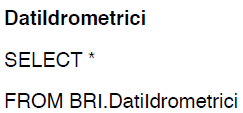 DatiIdrometrici
SELECT *
FROM BRI.DatiIdrometrici